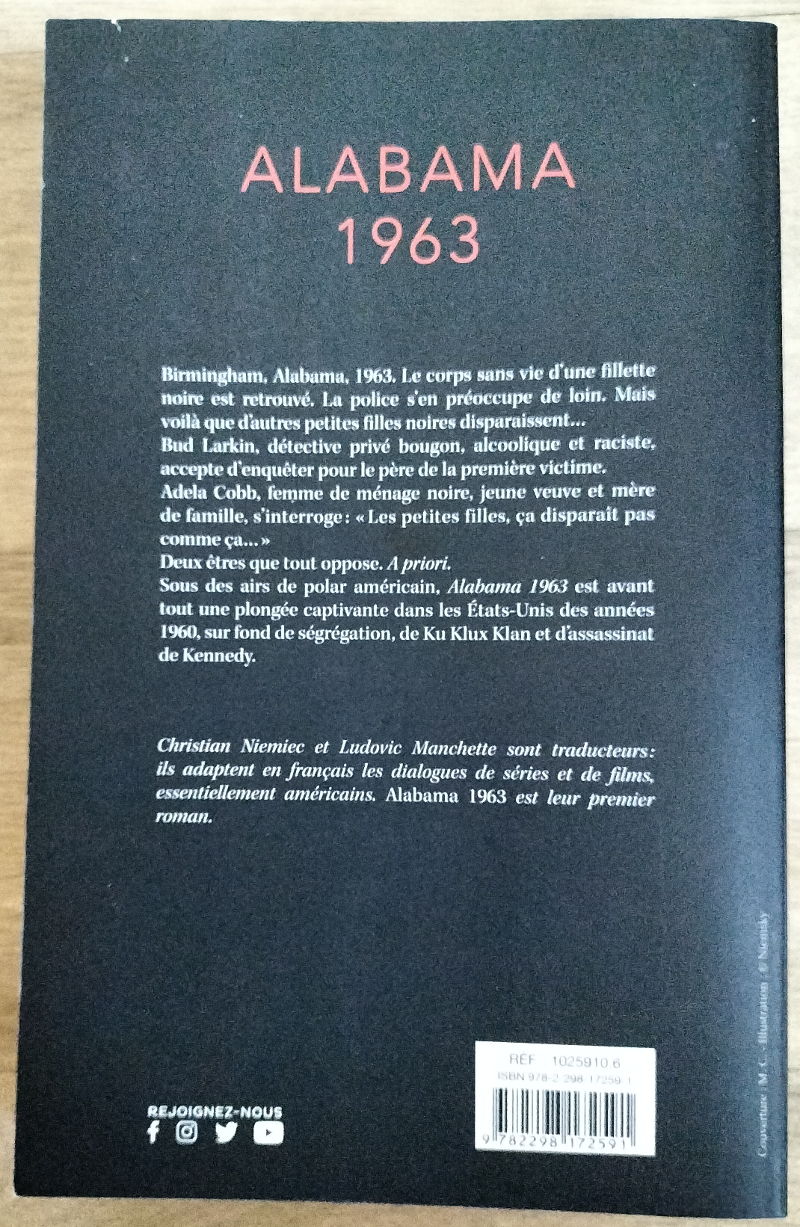 ALABAMA
1963
Birmingham, Alabama, 1963. Le corps sans vie d'une fillette
noire est retrouvé. La police s'en préoccupe de loin. Mais
voilà que d'autres petites filles noires disparaissent...
Bud Larkin, détective privé bougon, alcoolique et raciste,
accepte d'enquêter pour le père de la première victime.
Adela Cobb, femme de ménage noire, jeune veuve et mère
de famille, s'interroge : « Les petites filles, ça disparaît pas
comme ça... »
Deux êtres que tout oppose. A priori.
Sous des airs de polar américain, Alabama 1963 est avant
tout une plongée captivante dans les États-Unis des années
1960, sur fond de ségrégation, de Ku Klux Klan et d'assassinat
de Kennedy.
Christian Niemiec et Ludovic Manchette sont traducteurs :
ils adaptent en français les dialogues de séries et de films,
essentiellement américains. Alabama 1963 est leur premier
roman.
REJOIGNEZ-NOUS
RÉF 1025910.6
ISBN 978-2-298-17259-1
9 782298 172591
Couverture : M. C. - Illustration : © Niemsky